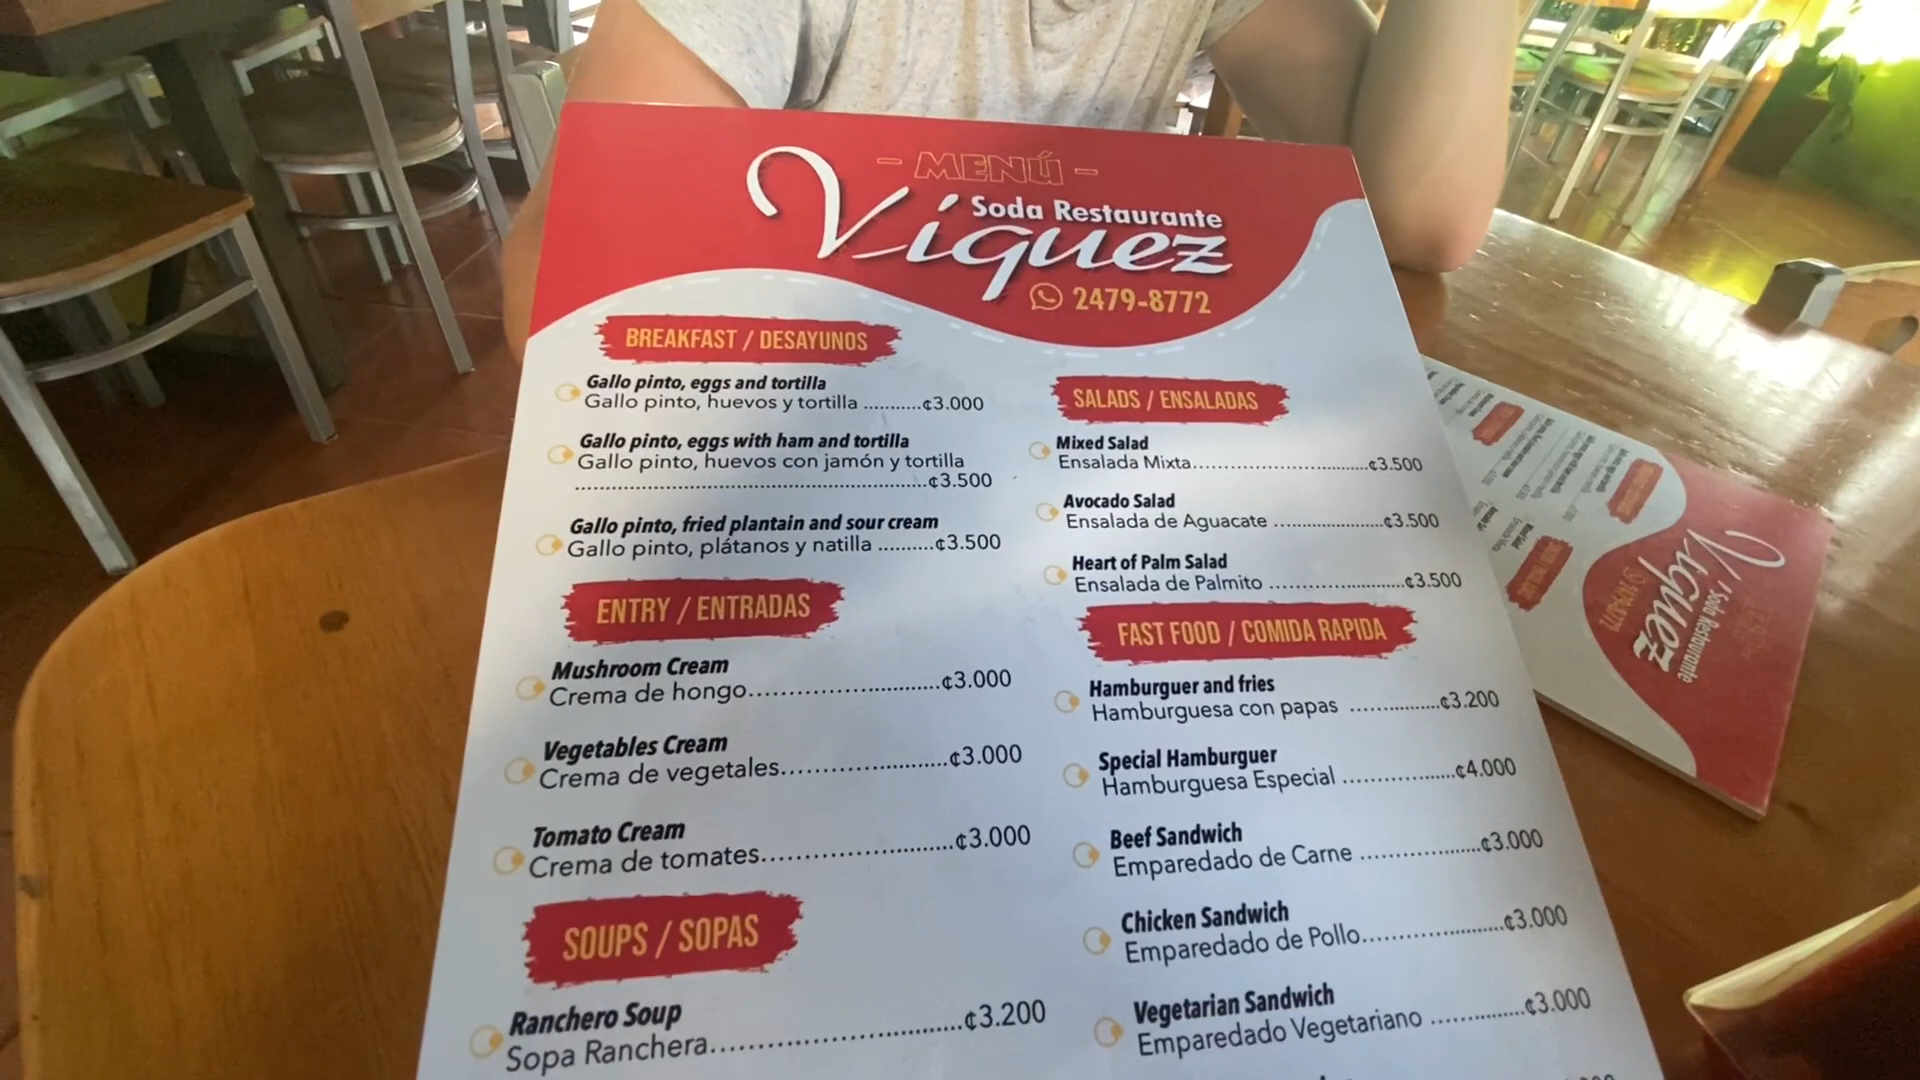 - MENÚ -
Soda Restaurante
Víquez
2479-8772
BREAKFAST / DESAYUNOS
Gallo pinto, eggs and tortilla
Gallo pinto, huevos y tortilla ...........¢3.000
Gallo pinto, eggs with ham and tortilla
Gallo pinto, huevos con jamón y tortilla
....................................................................¢3.500
Gallo pinto, fried plantain and sour cream
Gallo pinto, plátanos y natilla ..........¢3.500
ENTRY / ENTRADAS
Mushroom Cream
Crema de hongo.................................¢3.000
Vegetables Cream
Crema de vegetales.............................¢3.000
Tomato Cream
Crema de tomates................................¢3.000
SOUPS / SOPAS
Ranchero Soup
Sopa Ranchera......................................¢3.200
SALADS / ENSALADAS
Mixed Salad
Ensalada Mixta...................................¢3.500
Avocado Salad
Ensalada de Aguacate ......................¢3.500
Heart of Palm Salad
Ensalada de Palmito ...........................¢3.500
FAST FOOD / COMIDA RAPIDA
Hamburguer and fries
Hamburguesa con papas .................¢3.200
Special Hamburguer
Hamburguesa Especial ......................¢4.000
Beef Sandwich
Emparedado de Carne .......................¢3.000
Chicken Sandwich
Emparedado de Pollo...........................¢3.000
Vegetarian Sandwich
Emparedado Vegetariano .................¢3.000
Soda Restaurante
Víquez
2479-8772